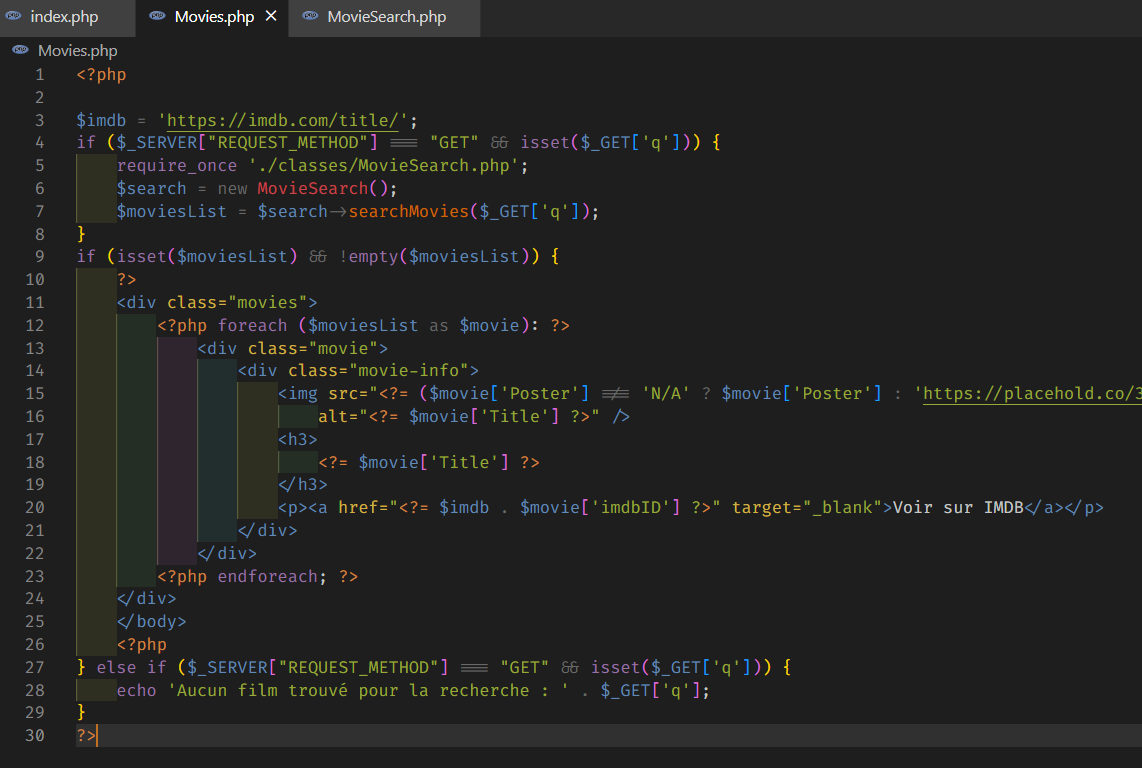 index.php Movies.php × MovieSearch.php
Movies.php
1 <?php
2
3 $imdb = 'https://imdb.com/title/';
4 if ($_SERVER["REQUEST_METHOD"] === "GET" && isset($_GET['q'])) {
5 require_once './classes/MovieSearch.php';
6 $search = new MovieSearch();
7 $moviesList = $search->searchMovies($_GET['q']);
8 }
9 if (isset($moviesList) && !empty($moviesList)) {
10 ?>
11 <div class="movies">
12 <?php foreach ($moviesList as $movie): ?>
13 <div class="movie">
14 <div class="movie-info">
15 <img src="<?= ($movie['Poster'] !== 'N/A' ? $movie['Poster'] : 'https://placehold.co/3
16 alt="<?= $movie['Title'] ?>" />
17 <h3>
18 <?= $movie['Title'] ?>
19 </h3>
20 <p><a href="<?= $imdb . $movie['imdbID'] ?>" target="_blank">Voir sur IMDB</a></p>
21 </div>
22 </div>
23 <?php endforeach; ?>
24 </div>
25 </body>
26 <?php
27 } else if ($_SERVER["REQUEST_METHOD"] === "GET" && isset($_GET['q'])) {
28 echo 'Aucun film trouvé pour la recherche : ' . $_GET['q'];
29 }
30 ?>